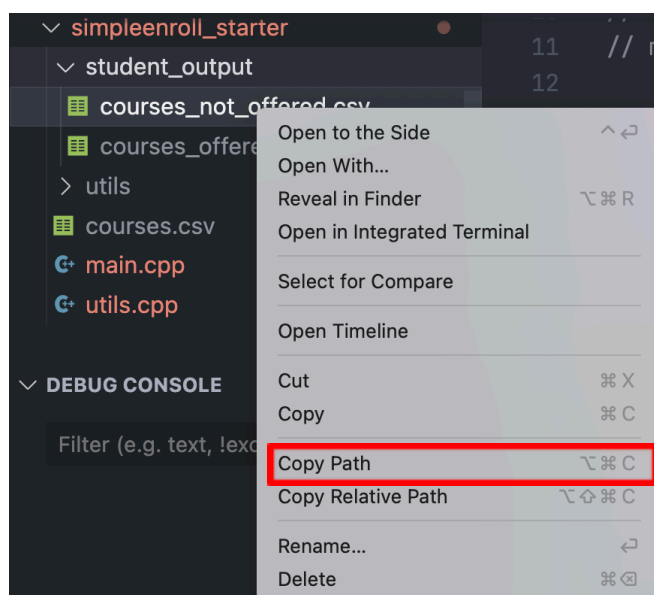 simpleenroll_starter
student_output
courses_not_offered.csv
courses_offere
utils
courses.csv
main.cpp
utils.cpp
DEBUG CONSOLE
Filter (e.g. text, !exc
11 //
12
Open to the Side ^ ⏎
Open With...
Reveal in Finder ⌥ ⌘ R
Open in Integrated Terminal
Select for Compare
Open Timeline
Cut ⌘ X
Copy ⌘ C
Copy Path ⌥ ⌘ C
Copy Relative Path ⌥ ⇧ ⌘ C
Rename... ⏎
Delete ⌘ ⌫